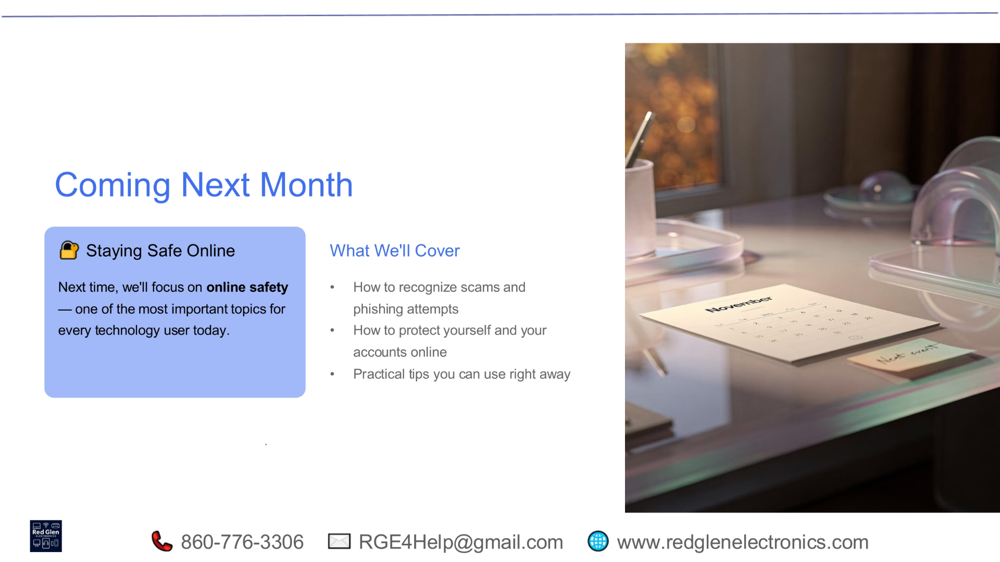 Coming Next Month
🔐 Staying Safe Online
Next time, we'll focus on online safety
— one of the most important topics for
every technology user today.
What We'll Cover
• How to recognize scams and
phishing attempts
• How to protect yourself and your
accounts online
• Practical tips you can use right away
November
Next event
.
Red Glen
ELECTRONICS
860-776-3306
RGE4Help@gmail.com
www.redglenelectronics.com